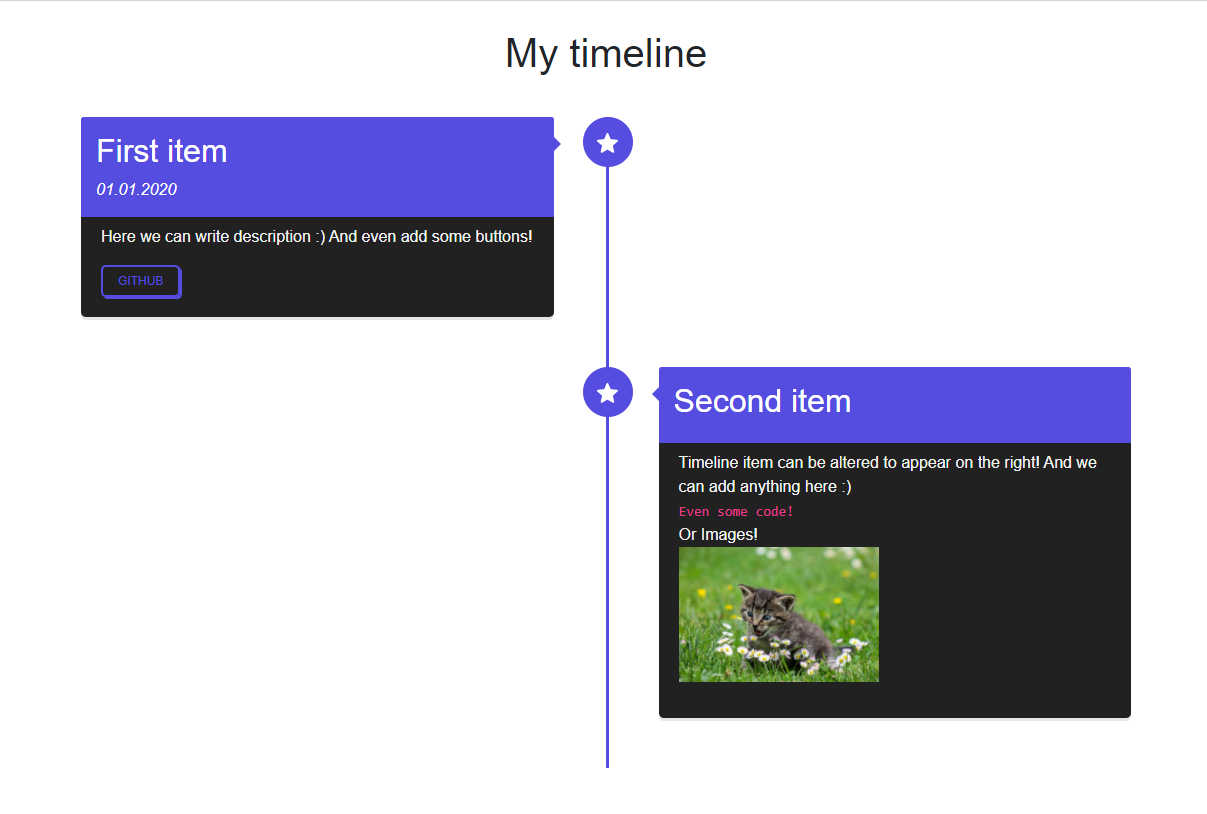 My timeline
First item
01.01.2020
Here we can write description :) And even add some buttons!
GITHUB
Second item
Timeline item can be altered to appear on the right! And we
can add anything here :)
Even some code!
Or Images!